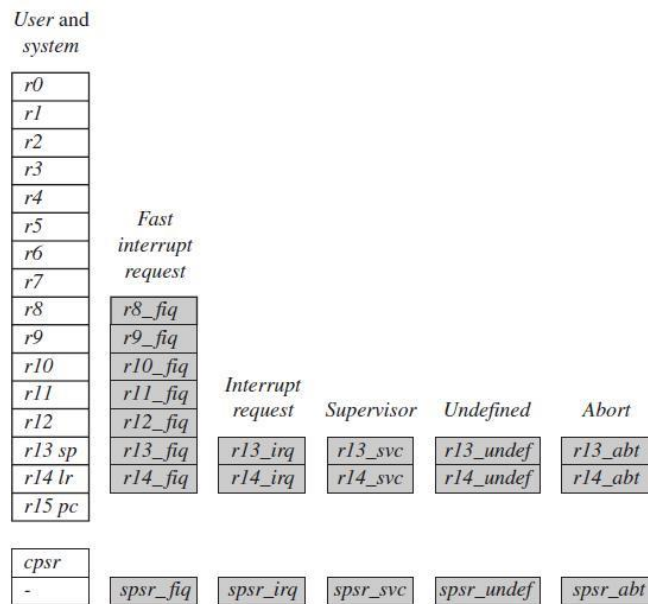 User and
system
r0
r1
r2
r3
r4
r5
r6
r7
r8
r9
r10
r11
r12
r13 sp
r14 lr
r15 pc
cpsr
-
Fast
interrupt
request
r8_fiq
r9_fiq
r10_fiq
r11_fiq
r12_fiq
r13_fiq
r14_fiq
spsr_fiq
Interrupt
request
r13_irq
r14_irq
spsr_irq
Supervisor
r13_svc
r14_svc
spsr_svc
Undefined
r13_undef
r14_undef
spsr_undef
Abort
r13_abt
r14_abt
spsr_abt